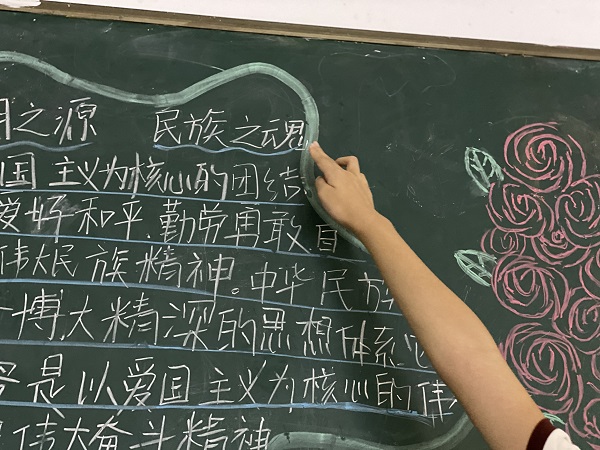 之源 民族之魂
国主义为核心的团结
爱好和平.勤劳勇敢自
伟大民族精神。中华民族
博大精深的思想体系
是以爱国主义为核心的伟
是伟大奋斗精神